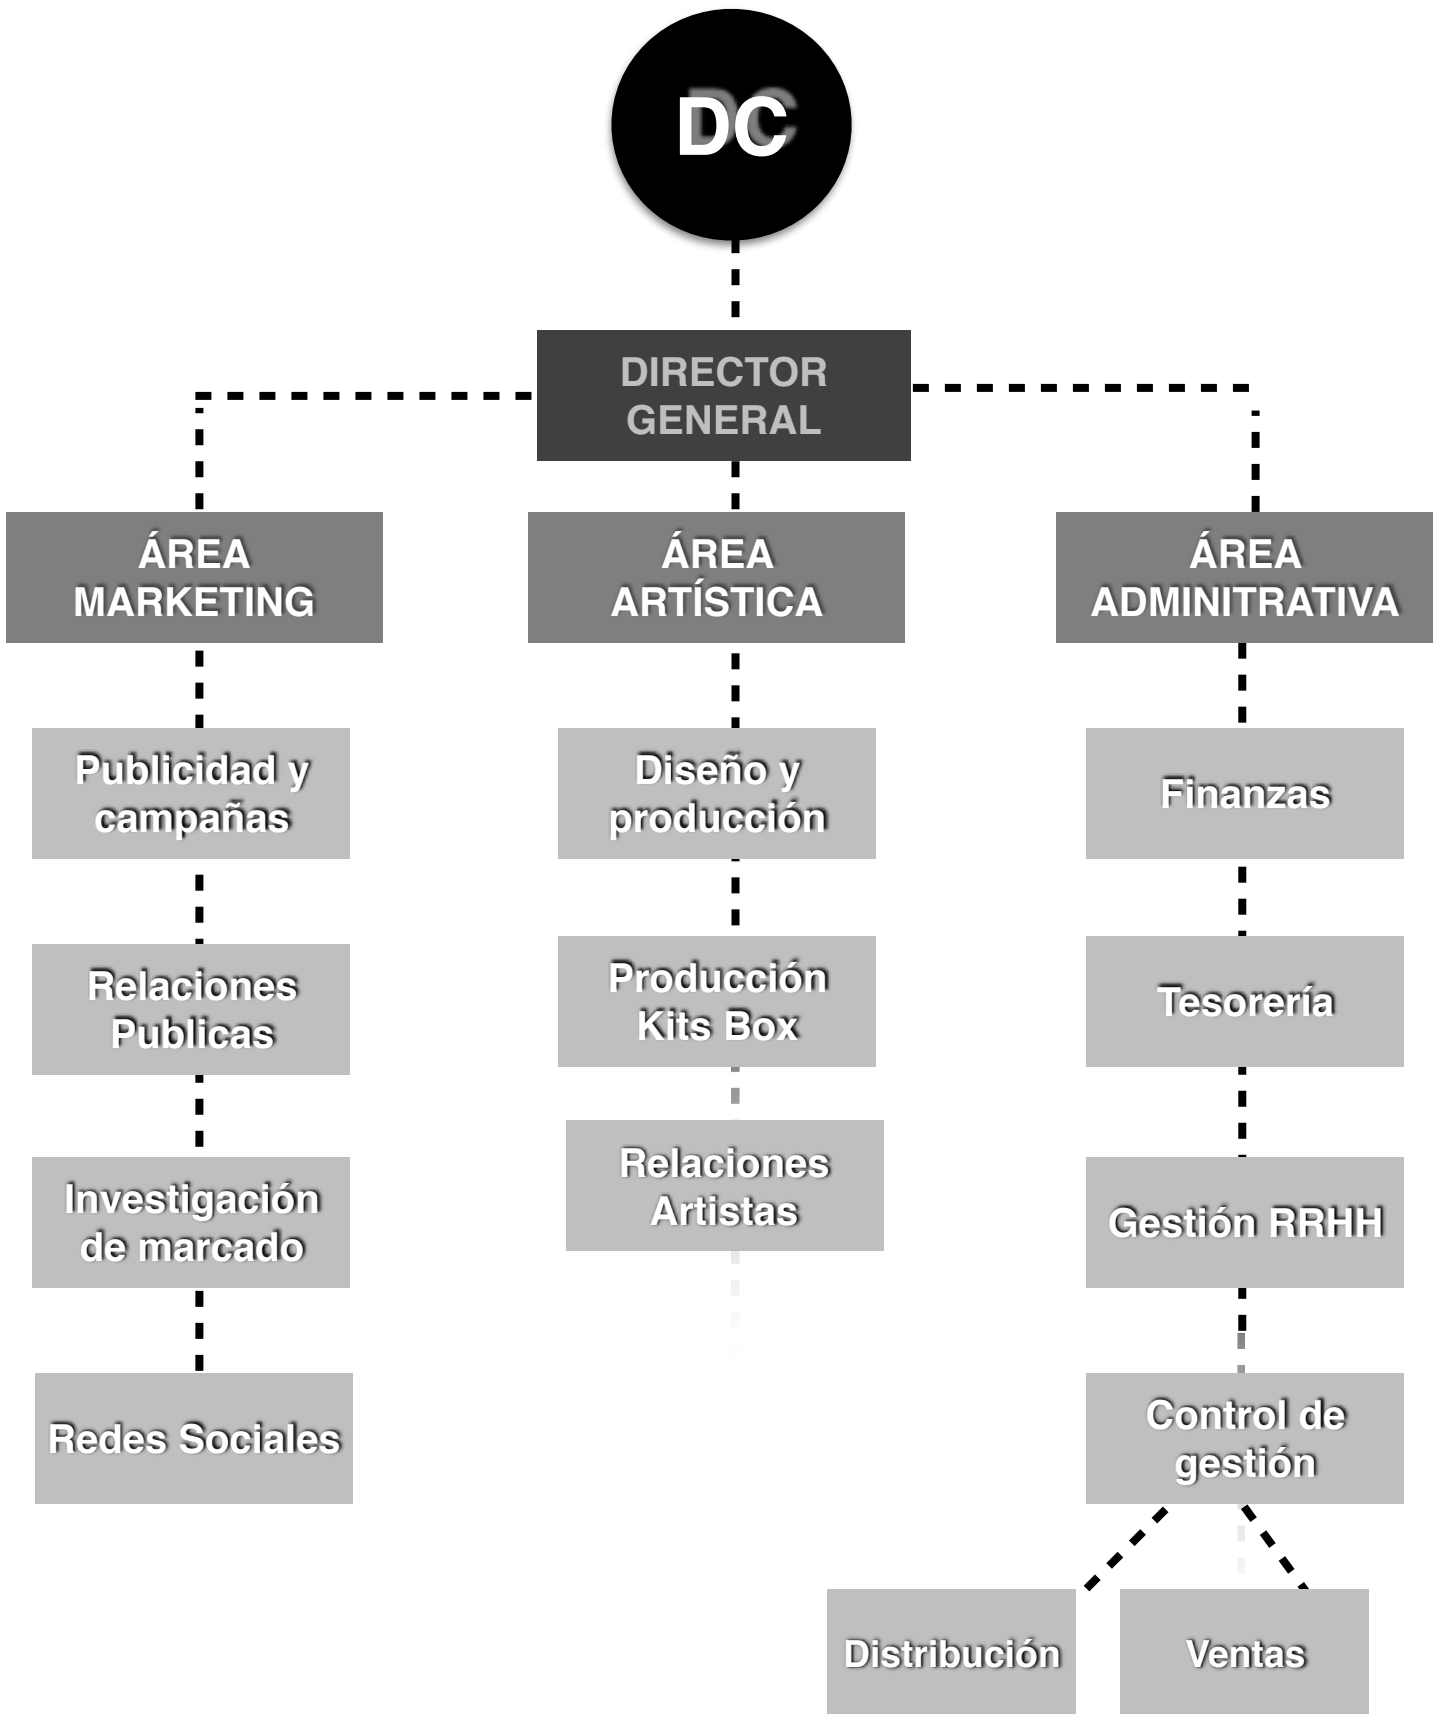 DC
DIRECTOR
GENERAL
ÁREA
MARKETING
ÁREA
ARTÍSTICA
ÁREA
ADMINITRATIVA
Publicidad y
campañas
Diseño y
producción
Finanzas
Relaciones
Publicas
Producción
Kits Box
Tesorería
Investigación
de marcado
Relaciones
Artistas
Gestión RRHH
Redes Sociales
Control de
gestión
Distribución
Ventas